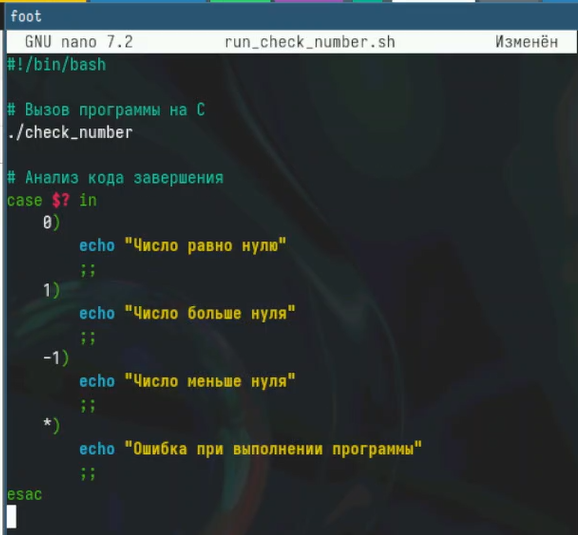 foot
GNU nano 7.2 run_check_number.sh Изменён
#!/bin/bash
# Вызов программы на C
./check_number
# Анализ кода завершения
case $? in
0)
echo "Число равно нулю"
;;
1)
echo "Число больше нуля"
;;
-1)
echo "Число меньше нуля"
;;
*)
echo "Ошибка при выполнении программы"
;;
esac